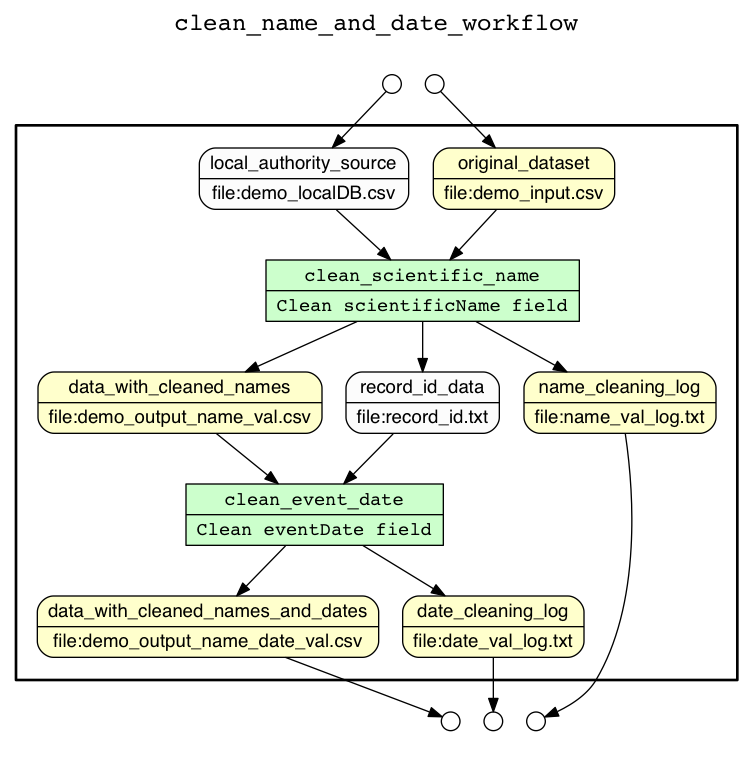 clean_name_and_date_workflow
local_authority_source
file:demo_localDB.csv
original_dataset
file:demo_input.csv
clean_scientific_name
Clean scientificName field
data_with_cleaned_names
file:demo_output_name_val.csv
record_id_data
file:record_id.txt
name_cleaning_log
file:name_val_log.txt
clean_event_date
Clean eventDate field
data_with_cleaned_names_and_dates
file:demo_output_name_date_val.csv
date_cleaning_log
file:date_val_log.txt